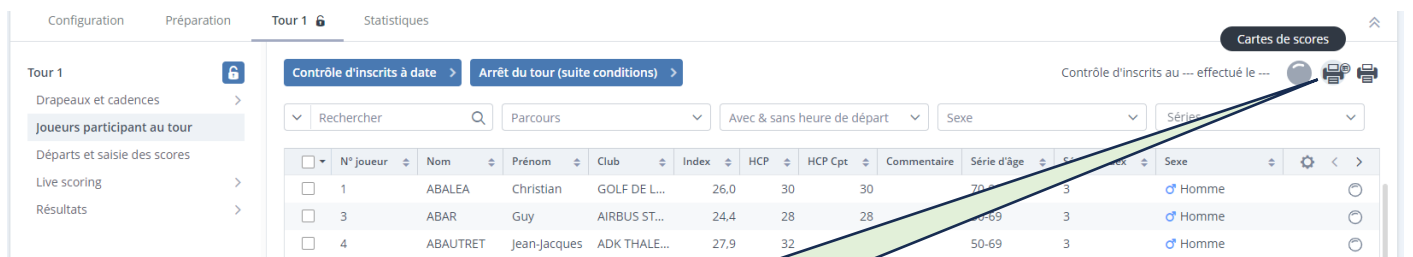 Configuration Préparation Tour 1 Statistiques
Cartes de scores
Tour 1 Contrôle d'inscrits à date Arrêt du tour (suite conditions) Contrôle d'inscrits au --- effectué le ---
Drapeaux et cadences
Joueurs participant au tour
Départs et saisie des scores
Live scoring
Résultats
Rechercher Parcours Avec & sans heure de départ Sexe Séries
N° joueur Nom Prénom Club Index HCP HCP Cpt Commentaire Série d'âge Sexe
1 ABALEA Christian GOLF DE L... 26,0 30 30 3 Homme
3 ABAR Guy AIRBUS ST... 24,4 28 28 3 Homme
4 ABAUTRET Jean-Jacques ADK THALE... 27,9 32 50-69 3 Homme